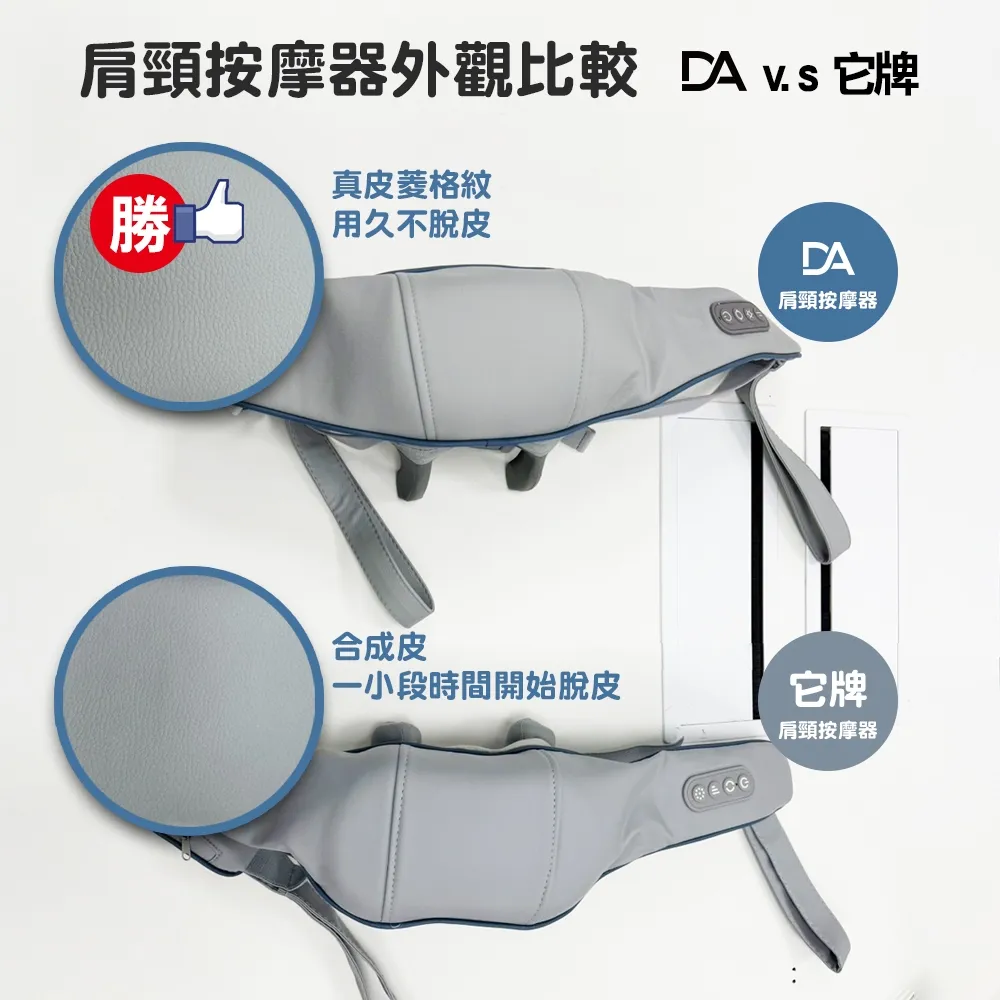 肩頸按摩器外觀比較 DA v.s 它牌
勝
真皮菱格紋
用久不脫皮
DA
肩頸按摩器
合成皮
一小段時間開始脫皮
它牌
肩頸按摩器